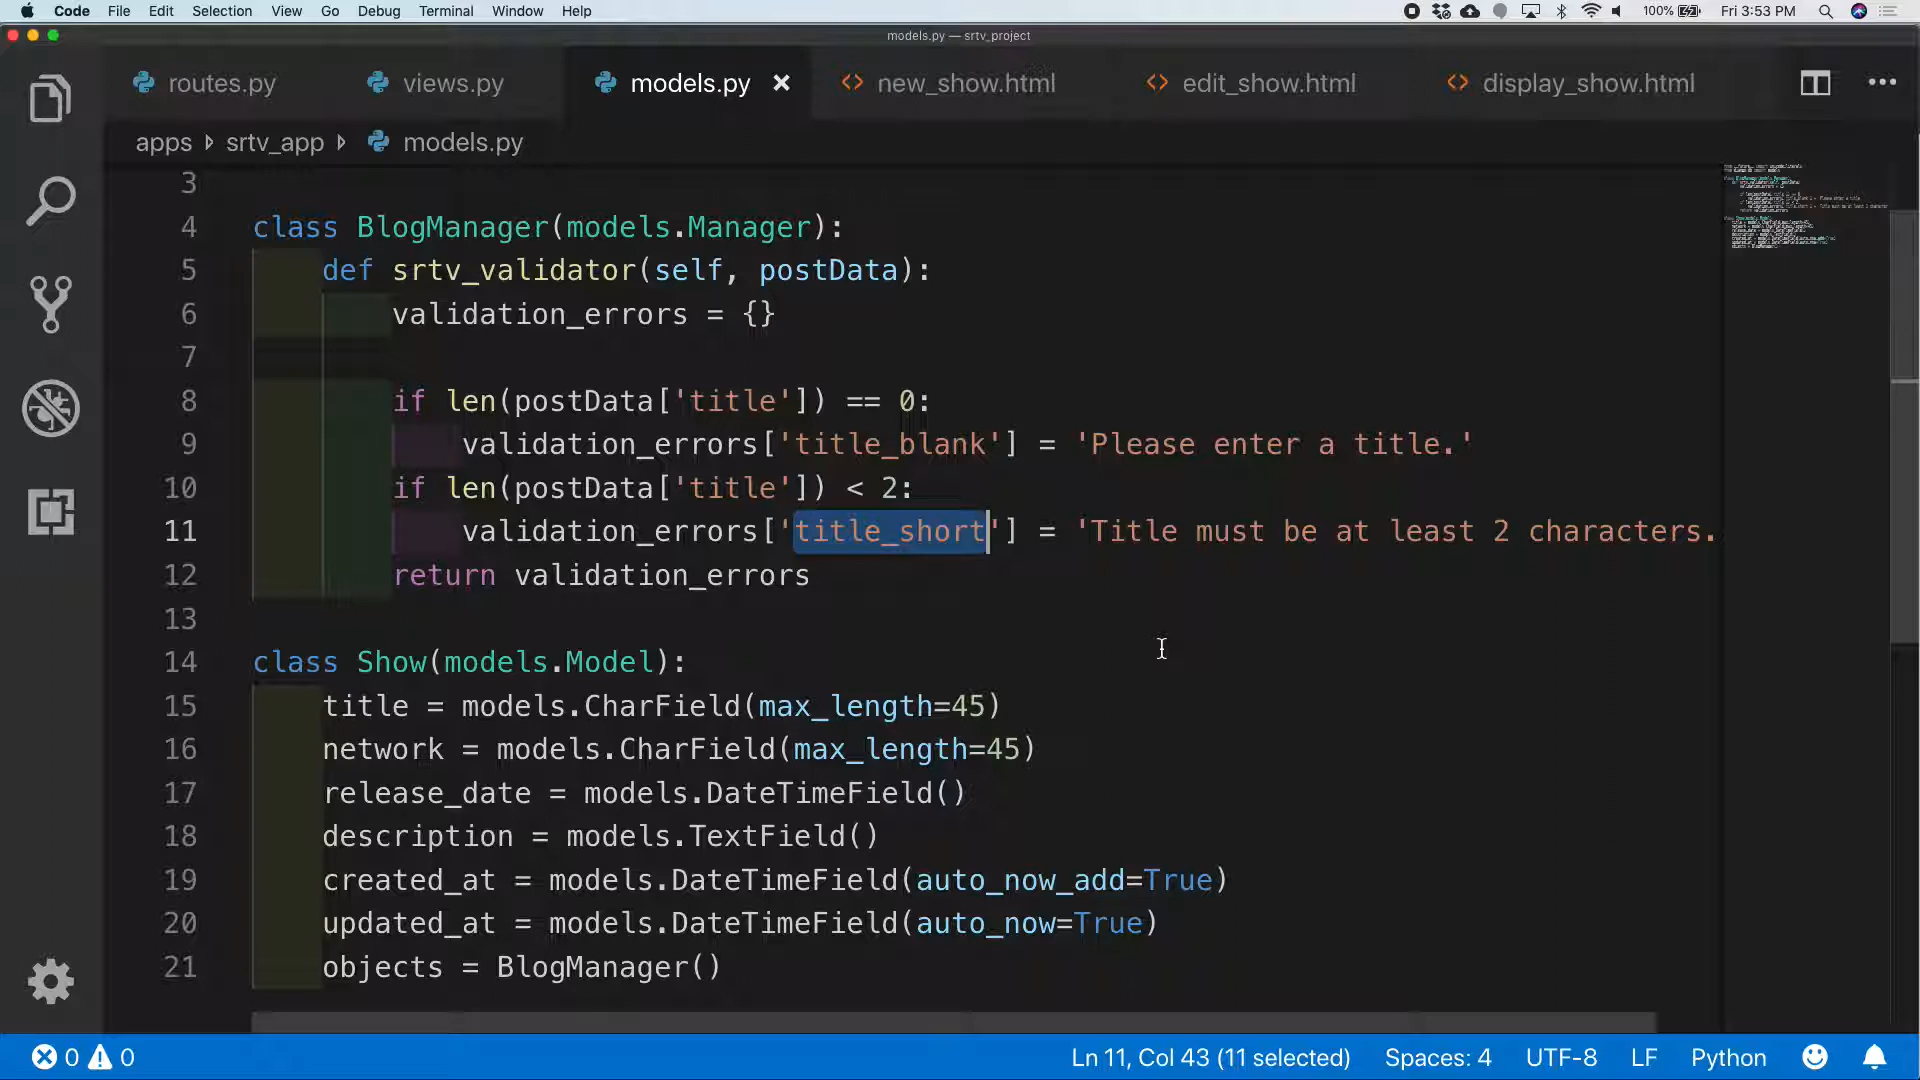 Code File Edit Selection View Go Debug Terminal Window Help 100% Fri 3:53 PM
models.py — srtv_project
routes.py views.py models.py new_show.html edit_show.html display_show.html
apps srtv_app models.py
3
4 class BlogManager(models.Manager):
5 def srtv_validator(self, postData):
6 validation_errors = {}
7
8 if len(postData['title']) == 0:
9 validation_errors['title_blank'] = 'Please enter a title.'
10 if len(postData['title']) < 2:
11 validation_errors['title_short'] = 'Title must be at least 2 characters.
12 return validation_errors
13
14 class Show(models.Model):
15 title = models.CharField(max_length=45)
16 network = models.CharField(max_length=45)
17 release_date = models.DateTimeField()
18 description = models.TextField()
19 created_at = models.DateTimeField(auto_now_add=True)
20 updated_at = models.DateTimeField(auto_now=True)
21 objects = BlogManager()
0 0 Ln 11, Col 43 (11 selected) Spaces: 4 UTF-8 LF Python